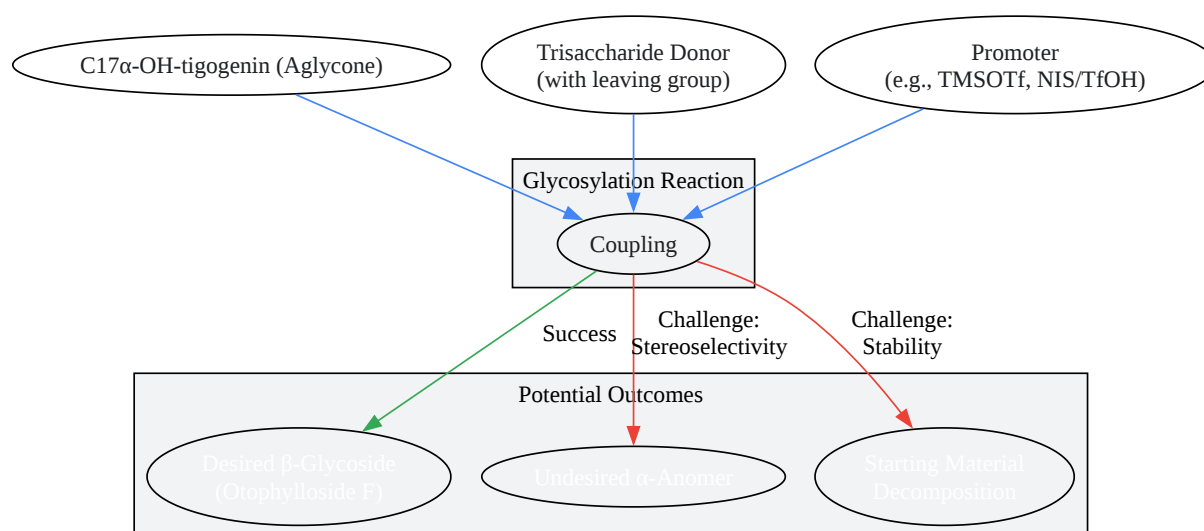 C17α-OH-tigogenin (Aglycone)
Trisaccharide Donor
(with leaving group)
Promoter
(e.g., TMSOTf, NIS/TfOH)
Glycosylation Reaction
Coupling
Success
Challenge:
Stereoselectivity
Challenge:
Stability
Potential Outcomes
Desired β-Glycoside
(Otophylloside F)
Undesired α-Anomer
Starting Material
Decomposition